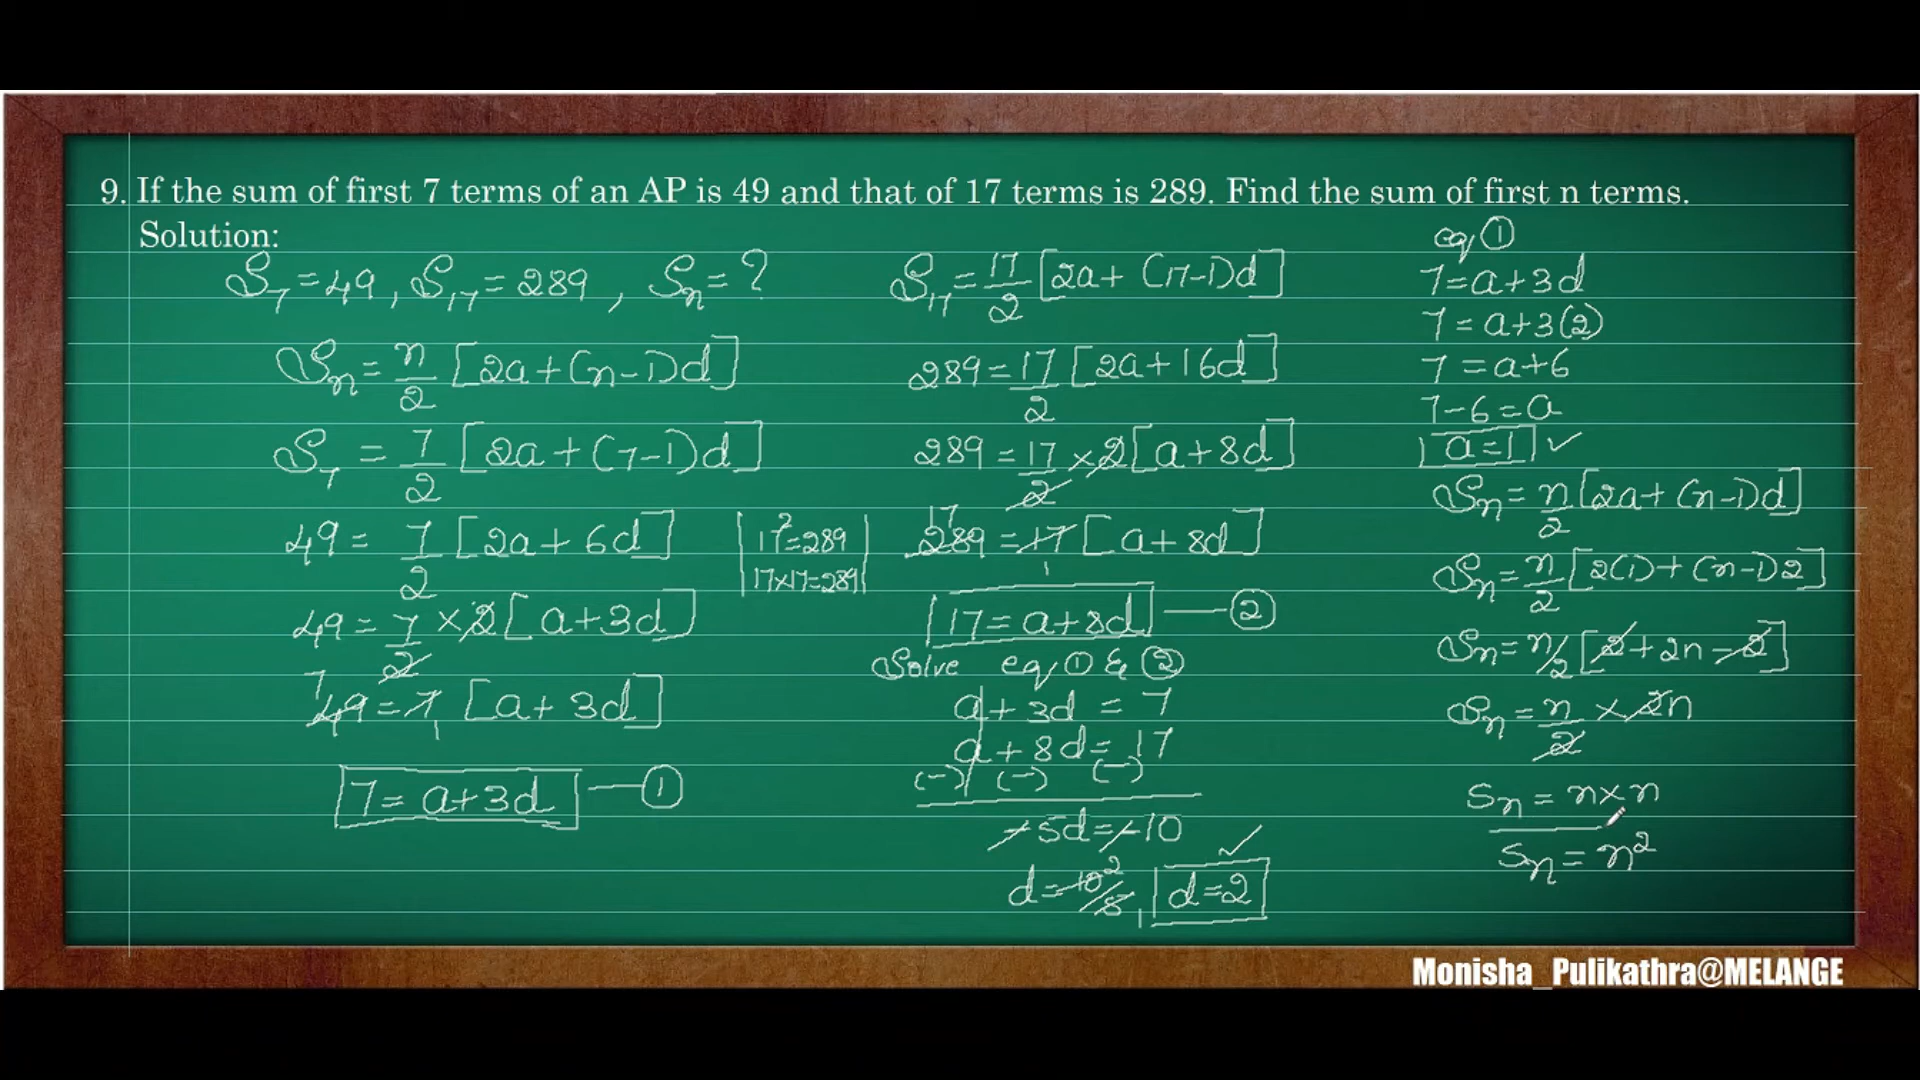 9. If the sum of first 7 terms of an AP is 49 and that of 17 terms is 289. Find the sum of first n terms.
Solution:
S₇ = 49, S₁₇ = 289, Sₙ = ?
Sₙ = n/2 [2a + (n-1)d]
S₇ = 7/2 [2a + (7-1)d]
49 = 7/2 [2a + 6d]
49 = 7/2 × 2 [a + 3d]
7
49 = 7 [a + 3d]
1
7 = a + 3d — ①
17² = 289
17×17 = 289
S₁₇ = 17/2 [2a + (17-1)d]
289 = 17/2 [2a + 16d]
289 = 17/2 × 2 [a + 8d]
17
289 = 17 [a + 8d]
1
17 = a + 8d — ②
Solve eq ① & ②
a + 3d = 7
a + 8d = 17
(-) (-) (-)
-5d = -10
d = 10/5 2 1 d = 2 ✓
eq ①
7 = a + 3d
7 = a + 3(2)
7 = a + 6
7 - 6 = a
a = 1 ✓
Sₙ = n/2 [2a + (n-1)d]
Sₙ = n/2 [2(1) + (n-1)2]
Sₙ = n/2 [2 + 2n - 2]
Sₙ = n/2 × 2n
Sₙ = n×n
Sₙ = n²
Monisha_Pulikathra@MELANGE